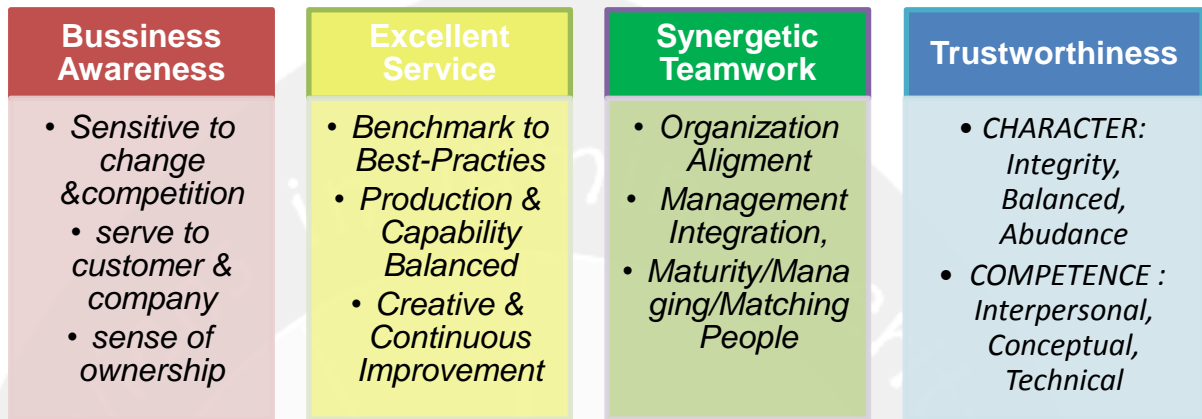 Bussiness
Awareness
• Sensitive to
change
&competition
• serve to
customer &
company
• sense of
ownership
Excellent
Service
• Benchmark to
Best-Practies
• Production &
Capability
Balanced
• Creative &
Continuous
Improvement
Synergetic
Teamwork
• Organization
Aligment
• Management
Integration,
• Maturity/Mana
ging/Matching
People
Trustworthiness
• CHARACTER:
Integrity,
Balanced,
Abudance
• COMPETENCE :
Interpersonal,
Conceptual,
Technical